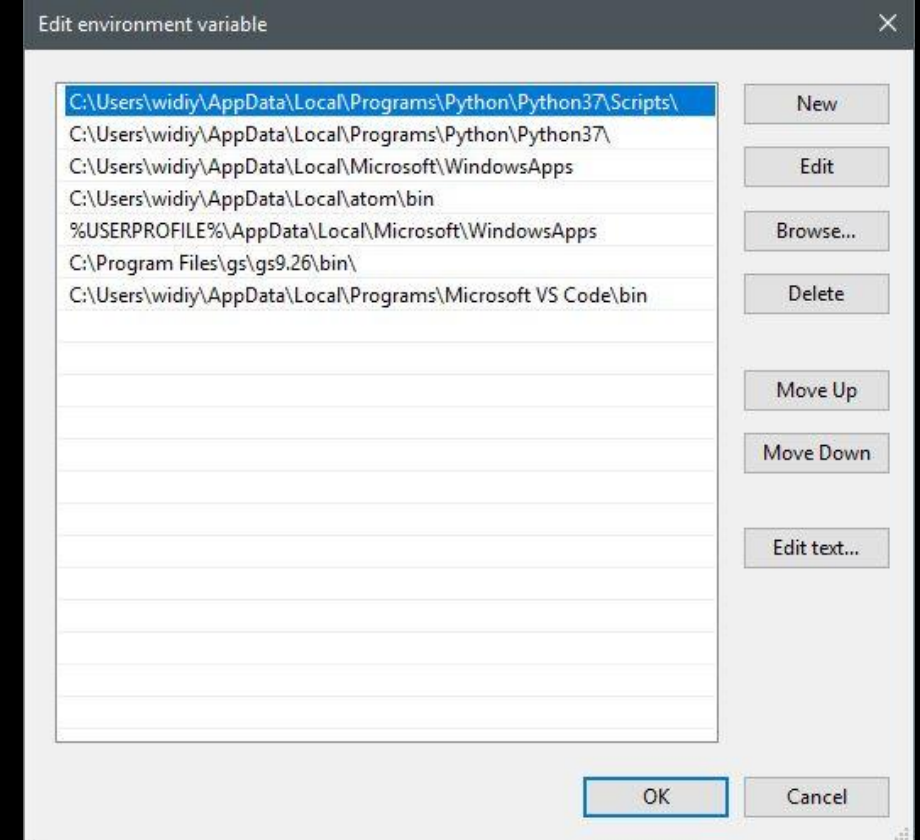 Edit environment variable
C:\Users\widiy\AppData\Local\Programs\Python\Python37\Scripts\
C:\Users\widiy\AppData\Local\Programs\Python\Python37\
C:\Users\widiy\AppData\Local\Microsoft\WindowsApps
C:\Users\widiy\AppData\Local\atom\bin
%USERPROFILE%\AppData\Local\Microsoft\WindowsApps
C:\Program Files\gs\gs9.26\bin\
C:\Users\widiy\AppData\Local\Programs\Microsoft VS Code\bin
New
Edit
Browse...
Delete
Move Up
Move Down
Edit text...
OK
Cancel